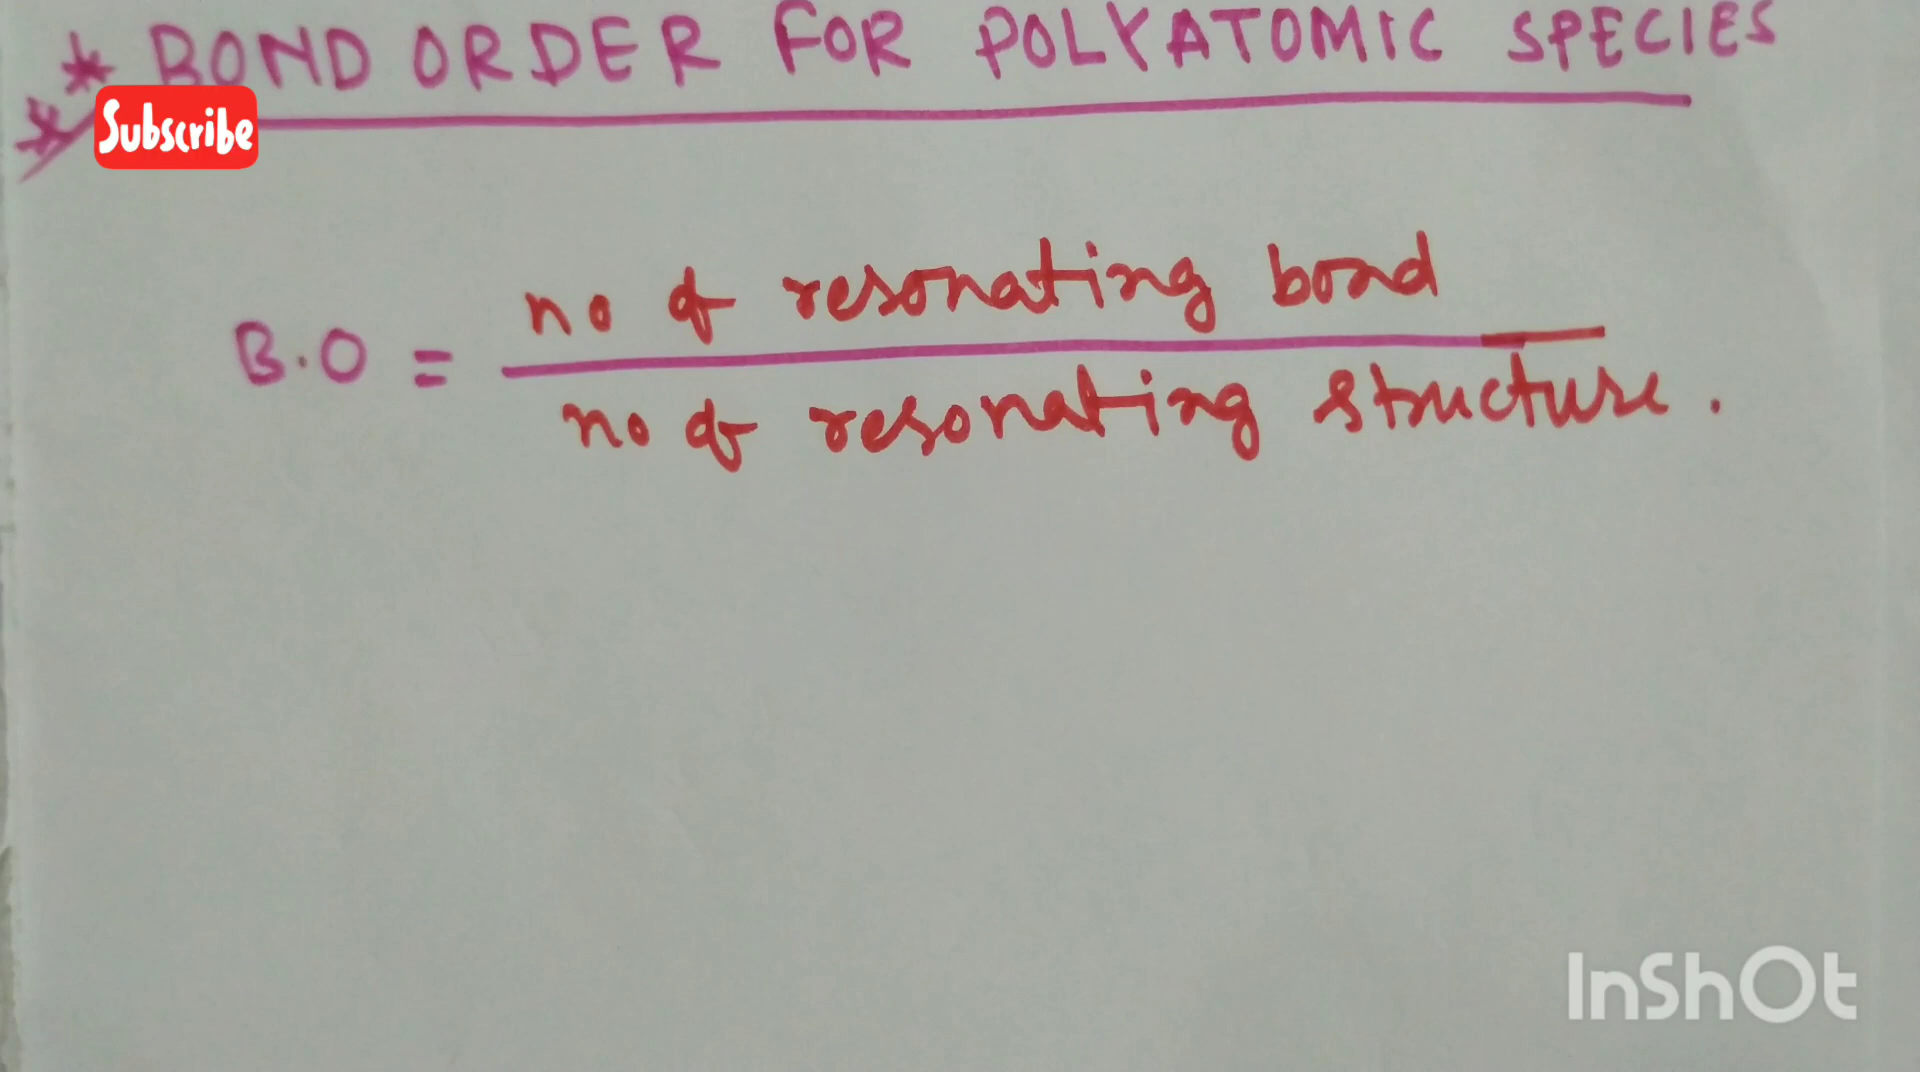 * BOND ORDER FOR POLYATOMIC SPECIES
*
Subscribe
no of resonating bond
B.O =
no of resonating structure.
InShOt